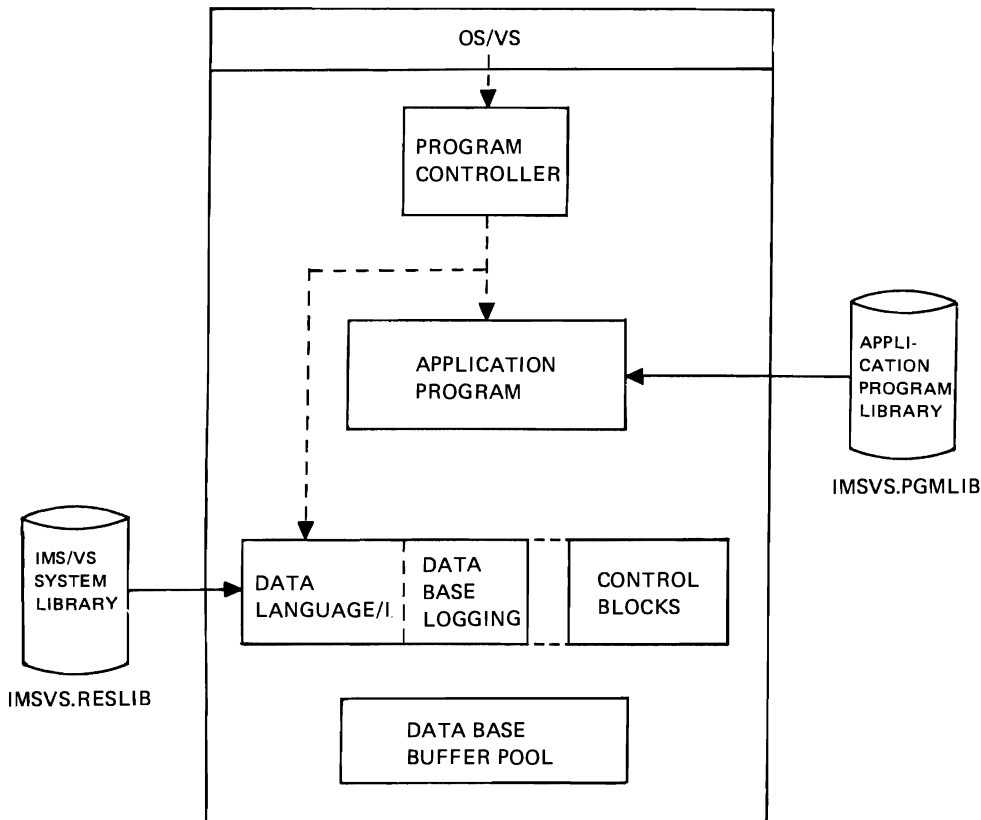 OS/VS
PROGRAM
CONTROLLER
APPLICATION
PROGRAM
APPLI-
CATION
PROGRAM
LIBRARY
IMSVS.PGMLIB
IMS/VS
SYSTEM
LIBRARY
IMSVS.RESLIB
DATA
LANGUAGE/I
DATA
BASE
LOGGING
CONTROL
BLOCKS
DATA BASE
BUFFER POOL